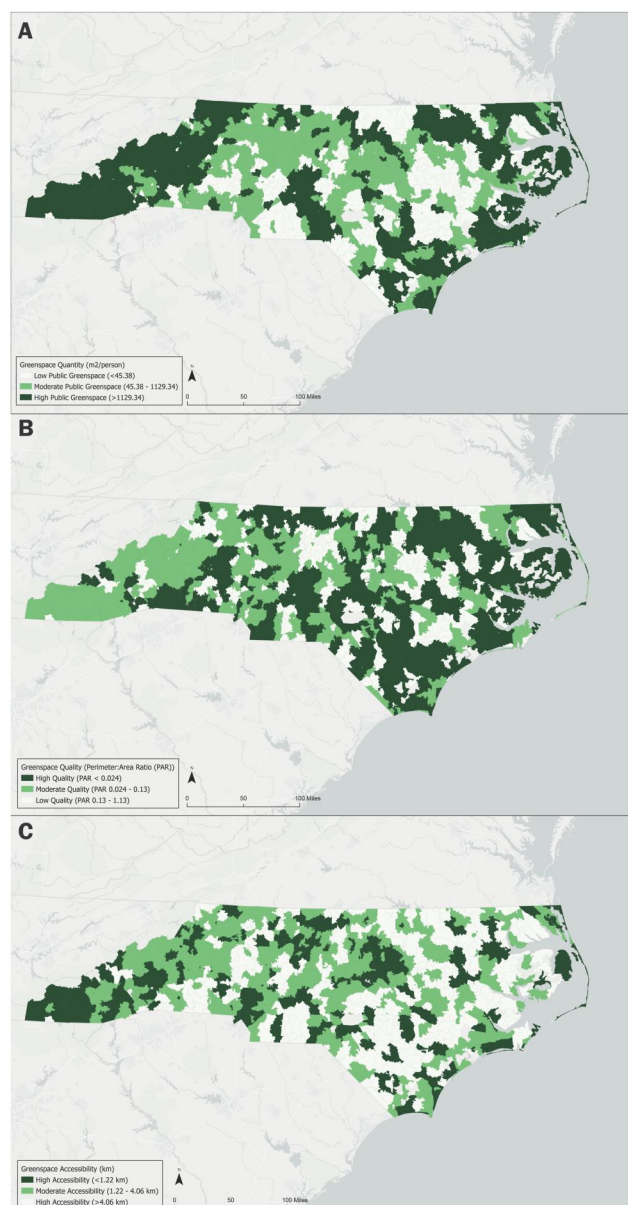 A
Greenspace Quantity (m2/person)
Low Public Greenspace (<45.38)
Moderate Public Greenspace (45.38 - 1129.34)
High Public Greenspace (>1129.34)
N
0 50 100 Miles
B
Greenspace Quality (Perimeter:Area Ratio (PAR))
High Quality (PAR < 0.024)
Moderate Quality (PAR 0.024 - 0.13)
Low Quality (PAR 0.13 - 1.13)
N
0 50 100 Miles
C
Greenspace Accessibility (km)
High Accessibility (<1.22 km)
Moderate Accessibility (1.22 - 4.06 km)
High Accessibility (>4.06 km)
N
0 50 100 Miles